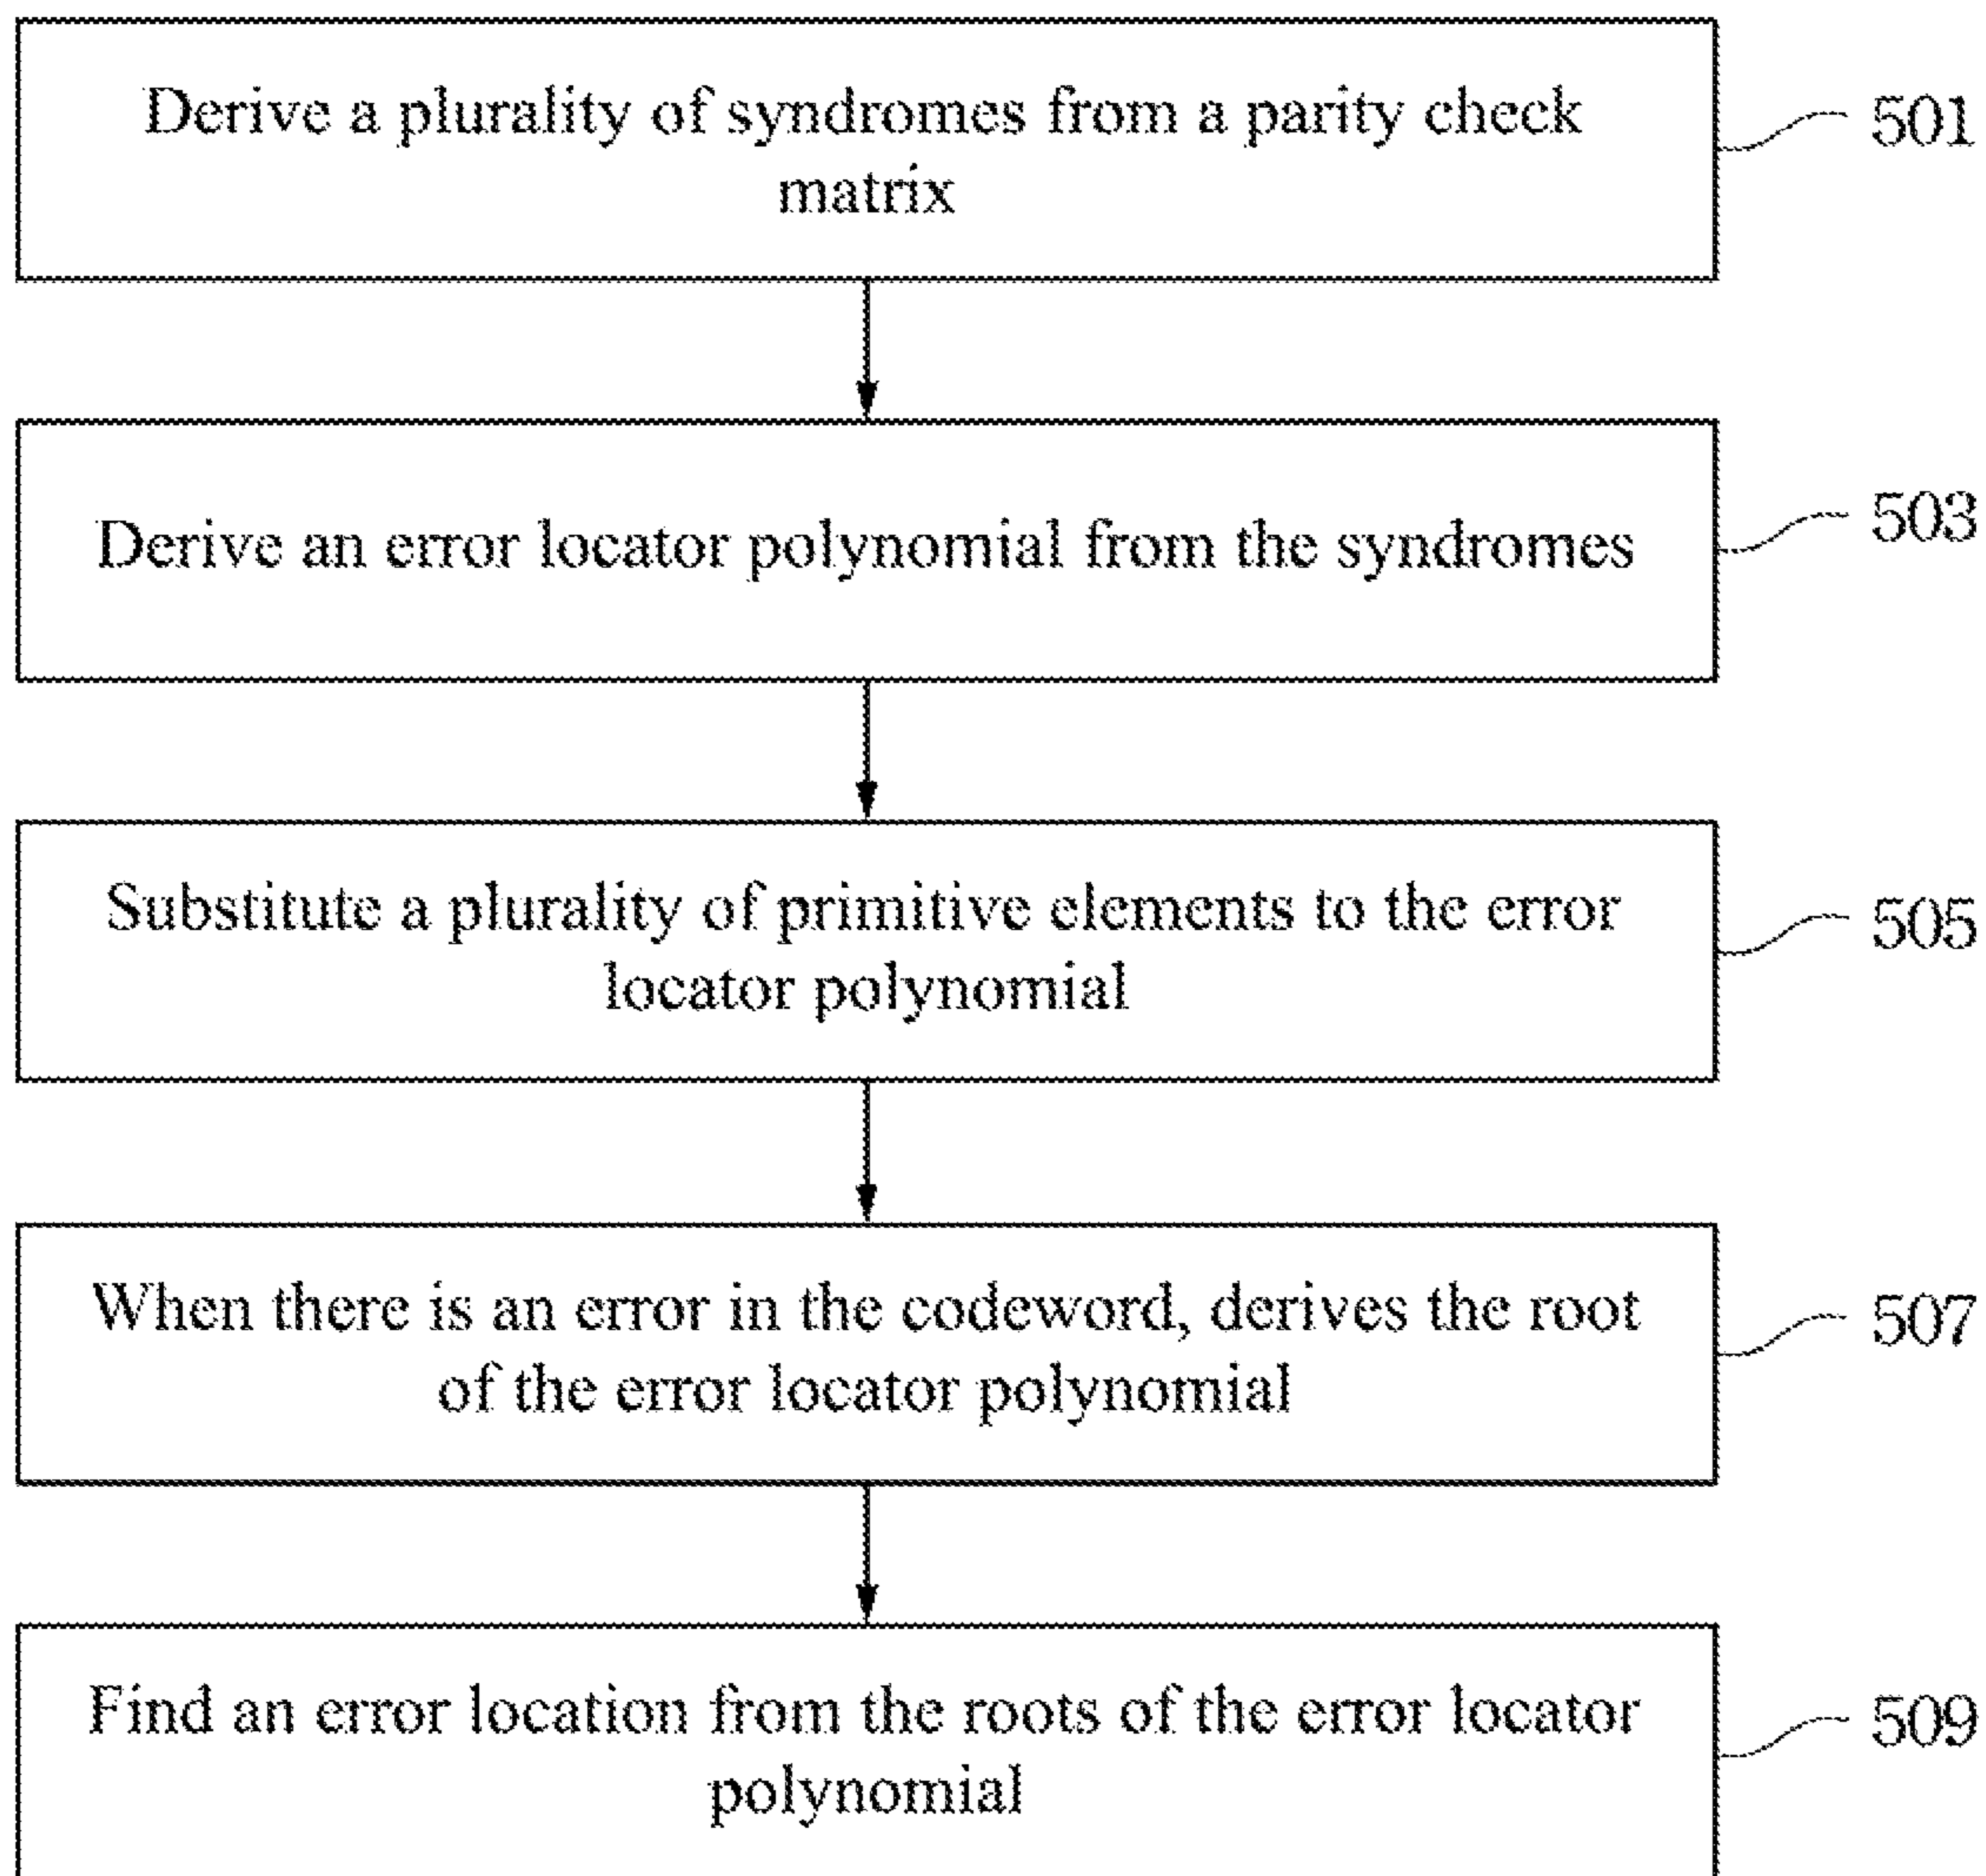 Derive a plurality of syndromes from a parity check
matrix
501
Derive an error locator polynomial from the syndromes
503
Substitute a plurality of primitive elements to the error
locator polynomial
505
When there is an error in the codeword, derives the root
of the error locator polynomial
507
Find an error location from the roots of the error locator
polynomial
509